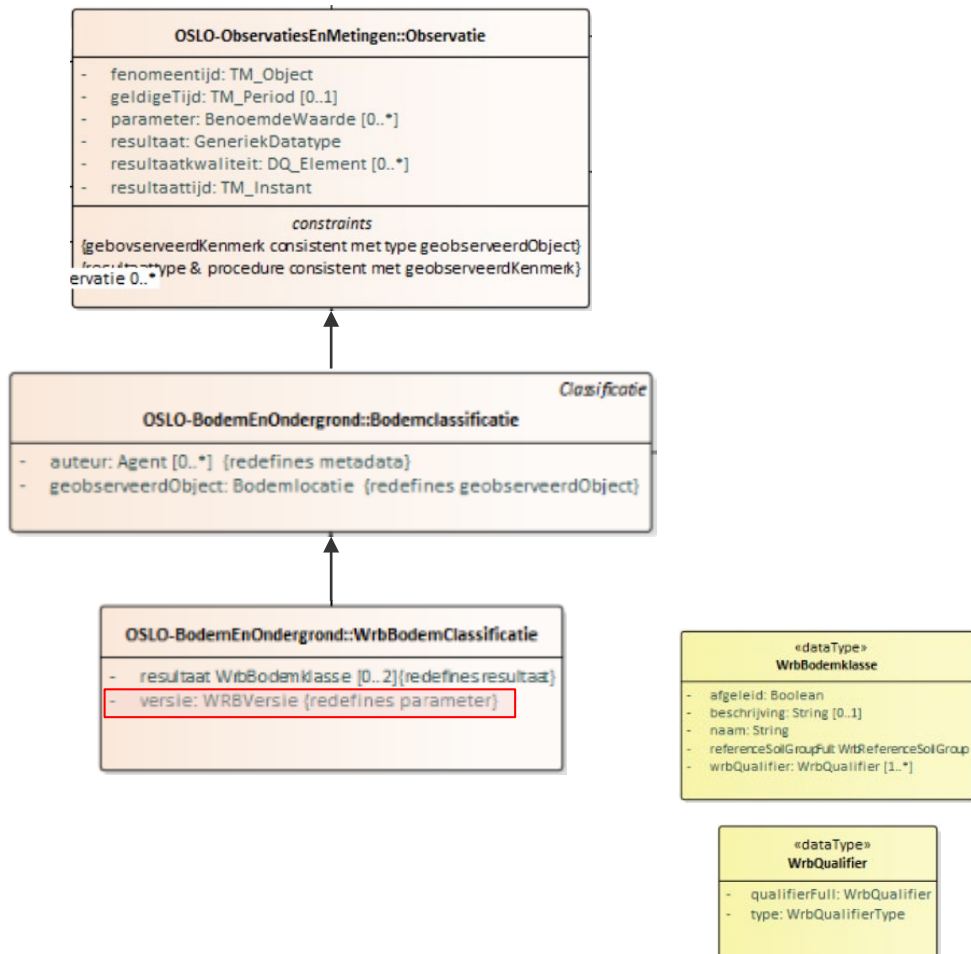 OSLO-ObservatiesEnMetingen::Observatie
- fenomeentijd: TM_Object
- geldigeTijd: TM_Period [0..1]
- parameter: BenoemdeWaarde [0..*]
- resultaat: GeneriekDatatype
- resultaatkwaliteit: DQ_Element [0..*]
- resultaattijd: TM_Instant
constraints
{gebovserveerdKenmerk consistent met type geobserveerdObject}
& procedure consistent met geobserveerdKenmerk}
ervatie 0..*
Classificatie
OSLO-BodemEnOndergrond::Bodemclassificatie
- auteur: Agent [0..*] {redefines metadata}
- geobserveerdObject: Bodemlocatie {redefines geobserveerdObject}
OSLO-BodemEnOndergrond::WrbBodemClassificatie
- resultaat WrbBodemklasse [0..2]{redefines resultaat}
- versie: WRBVersie {redefines parameter}
«dataType»
WrbBodemklasse
- afgeleid: Boolean
- beschrijving: String [0..1]
- naam: String
- referenceSoilGroupFull: WrbReferenceSoilGroup
- wrbQualifier: WrbQualifier [1..*]
«dataType»
WrbQualifier
- qualifierFull: WrbQualifier
- type: WrbQualifierType